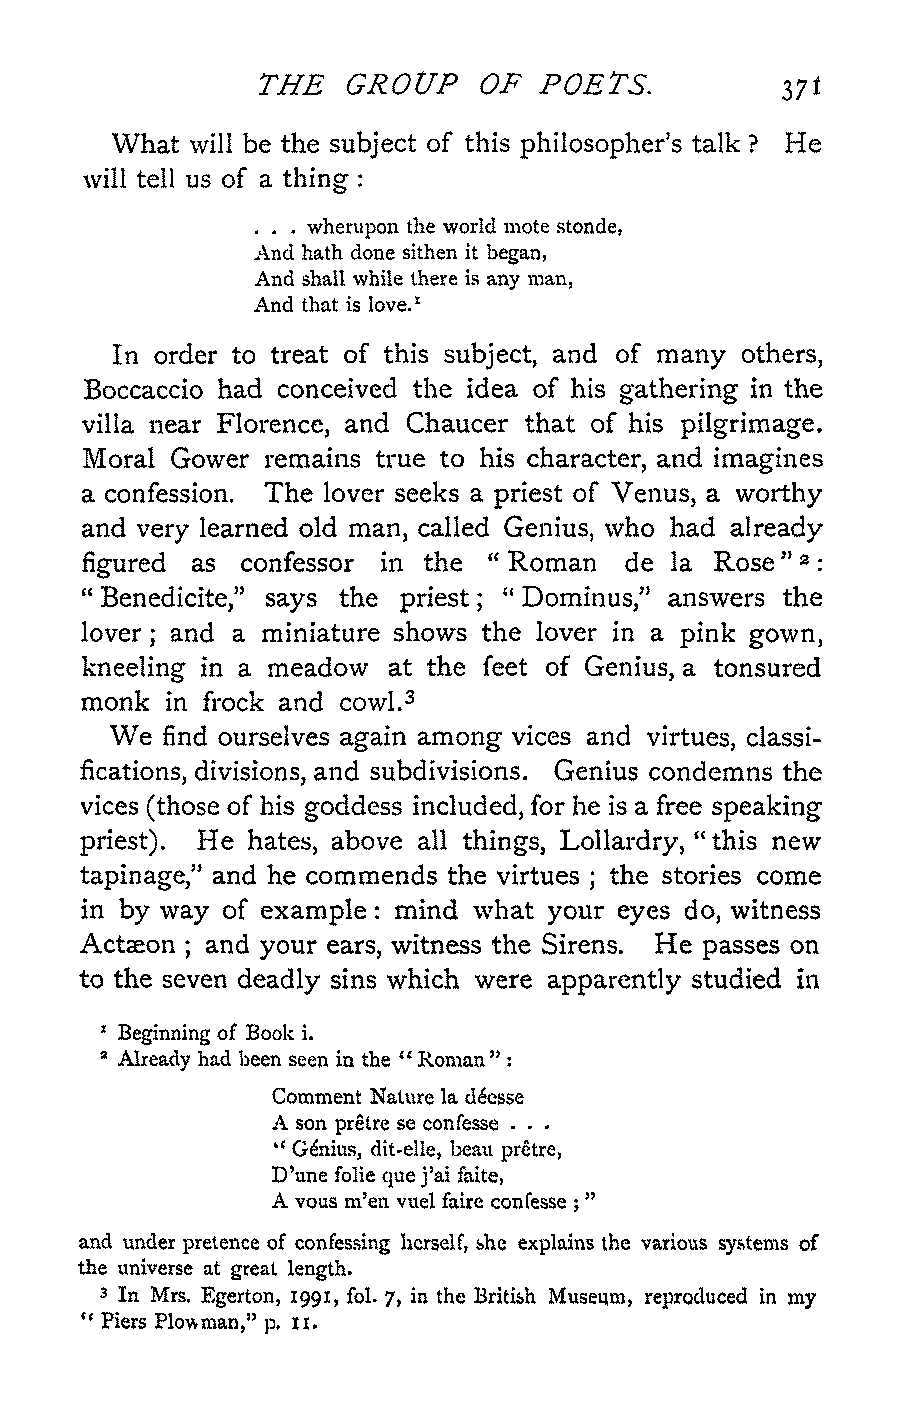 THE GROUP OF POETS. 371
What will be the subject of this philosopher's talk ? He
will tell us of a thing :
. . . wherupon the world mote stonde,
And hath done sithen it began,
And shall while there is any man,
And that is love.¹
In order to treat of this subject, and of many others,
Boccaccio had conceived the idea of his gathering in the
villa near Florence, and Chaucer that of his pilgrimage.
Moral Gower remains true to his character, and imagines
a confession. The lover seeks a priest of Venus, a worthy
and very learned old man, called Genius, who had already
figured as confessor in the " Roman de la Rose " ² :
" Benedicite," says the priest ; " Dominus," answers the
lover ; and a miniature shows the lover in a pink gown,
kneeling in a meadow at the feet of Genius, a tonsured
monk in frock and cowl.³
We find ourselves again among vices and virtues, classi-
fications, divisions, and subdivisions. Genius condemns the
vices (those of his goddess included, for he is a free speaking
priest). He hates, above all things, Lollardry, " this new
tapinage," and he commends the virtues ; the stories come
in by way of example : mind what your eyes do, witness
Actæon ; and your ears, witness the Sirens. He passes on
to the seven deadly sins which were apparently studied in
¹ Beginning of Book i.
² Already had been seen in the " Roman " :
Comment Nature la déesse
A son prêtre se confesse . . .
" Génius, dit-elle, beau prêtre,
D'une folie que j'ai faite,
A vous m'en vuel faire confesse ; "
and under pretence of confessing herself, she explains the various systems of
the universe at great length.
³ In Mrs. Egerton, 1991, fol. 7, in the British Museum, reproduced in my
" Piers Plowman," p. 11.